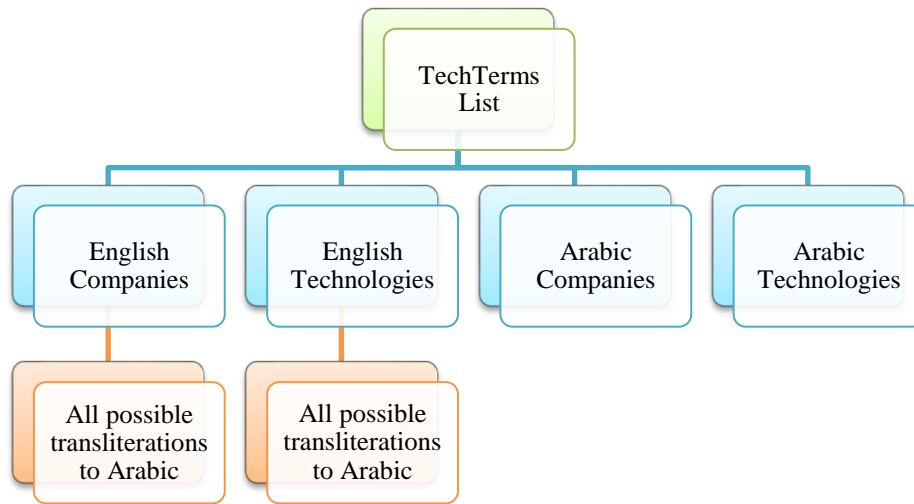 TechTerms
List
English
Companies
English
Technologies
Arabic
Companies
Arabic
Technologies
All possible
transliterations
to Arabic
All possible
transliterations
to Arabic